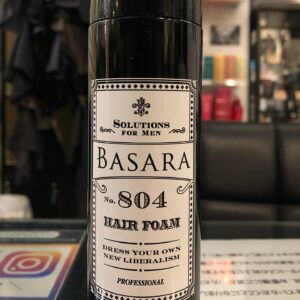 SOLUTIONS
FOR MEN
BASARA
No. 804
HAIR FOAM
DRESS YOUR OWN
NEW LIBERALISM
PROFESSIONAL